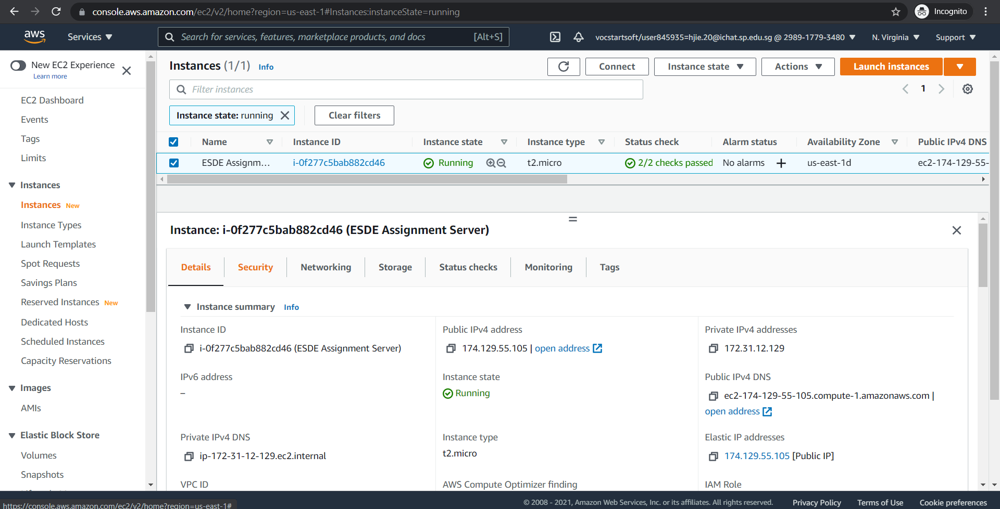 console.aws.amazon.com/ec2/v2/home?region=us-east-1#Instances:instanceState=running
Incognito
aws
Services
Search for services, features, marketplace products, and docs
[Alt+S]
vocstartsoft/user845935=hjie.20@ichat.sp.edu.sg @ 2989-1779-3480
N. Virginia
Support
New EC2 Experience
Learn more
EC2 Dashboard
Events
Tags
Limits
Instances
Instances New
Instance Types
Launch Templates
Spot Requests
Savings Plans
Reserved Instances New
Dedicated Hosts
Scheduled Instances
Capacity Reservations
Images
AMIs
Elastic Block Store
Volumes
Snapshots
Instances (1/1) Info
Connect
Instance state
Actions
Launch instances
Filter instances
1
Instance state: running
Clear filters
Name Instance ID Instance state Instance type Status check Alarm status Availability Zone Public IPv4 DNS
ESDE Assignm... i-0f277c5bab882cd46 Running t2.micro 2/2 checks passed No alarms us-east-1d ec2-174-129-55-
Instance: i-0f277c5bab882cd46 (ESDE Assignment Server)
Details Security Networking Storage Status checks Monitoring Tags
Instance summary Info
Instance ID
i-0f277c5bab882cd46 (ESDE Assignment Server)
Public IPv4 address
174.129.55.105 | open address
Private IPv4 addresses
172.31.12.129
IPv6 address
–
Instance state
Running
Public IPv4 DNS
ec2-174-129-55-105.compute-1.amazonaws.com |
open address
Private IPv4 DNS
ip-172-31-12-129.ec2.internal
Instance type
t2.micro
Elastic IP addresses
174.129.55.105 [Public IP]
VPC ID
AWS Compute Optimizer finding
IAM Role
https://console.aws.amazon.com/ec2/v2/home?region=us-east-1#
© 2008 - 2021, Amazon Web Services, Inc. or its affiliates. All rights reserved.
Privacy Policy
Terms of Use
Cookie preferences